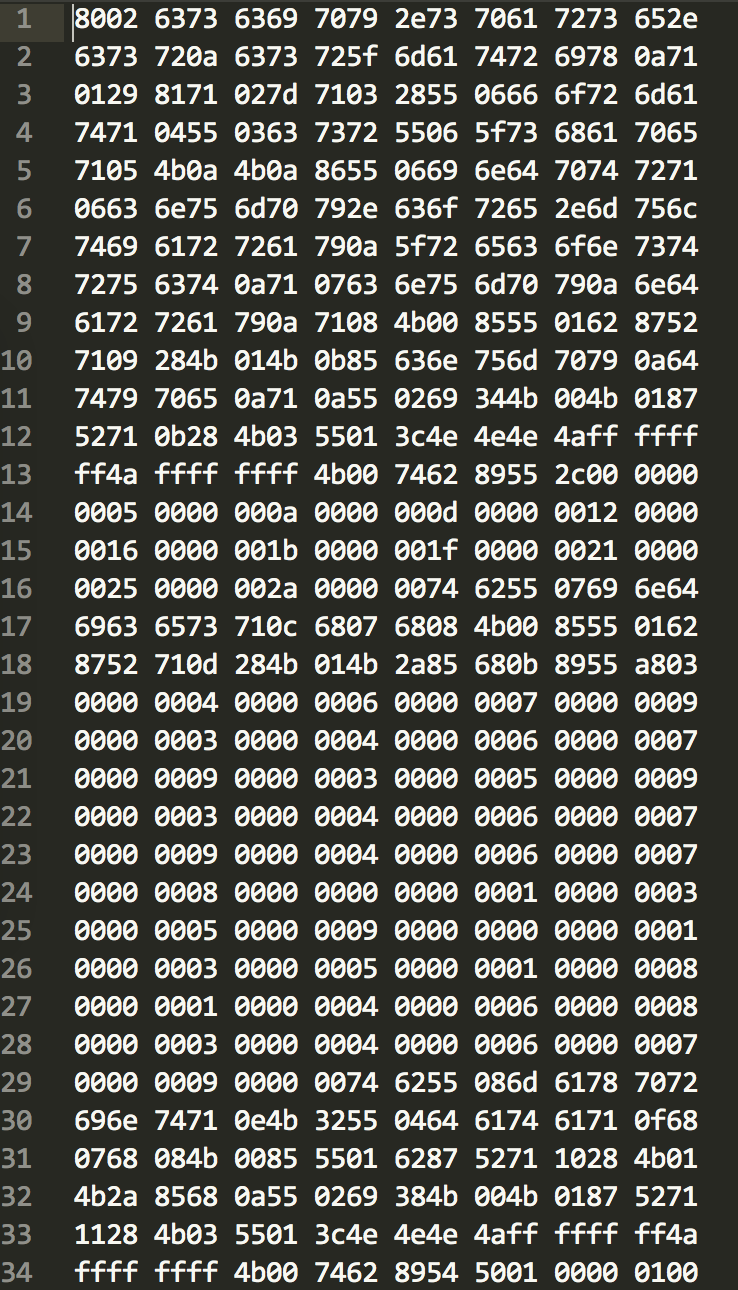 1 8002 6373 6369 7079 2e73 7061 7273 652e
2 6373 720a 6373 725f 6d61 7472 6978 0a71
3 0129 8171 027d 7103 2855 0666 6f72 6d61
4 7471 0455 0363 7372 5506 5f73 6861 7065
5 7105 4b0a 4b0a 8655 0669 6e64 7074 7271
6 0663 6e75 6d70 792e 636f 7265 2e6d 756c
7 7469 6172 7261 790a 5f72 6563 6f6e 7374
8 7275 6374 0a71 0763 6e75 6d70 790a 6e64
9 6172 7261 790a 7108 4b00 8555 0162 8752
10 7109 284b 014b 0b85 636e 756d 7079 0a64
11 7479 7065 0a71 0a55 0269 344b 004b 0187
12 5271 0b28 4b03 5501 3c4e 4e4e 4aff ffff
13 ff4a ffff ffff 4b00 7462 8955 2c00 0000
14 0005 0000 000a 0000 000d 0000 0012 0000
15 0016 0000 001b 0000 001f 0000 0021 0000
16 0025 0000 002a 0000 0074 6255 0769 6e64
17 6963 6573 710c 6807 6808 4b00 8555 0162
18 8752 710d 284b 014b 2a85 680b 8955 a803
19 0000 0004 0000 0006 0000 0007 0000 0009
20 0000 0003 0000 0004 0000 0006 0000 0007
21 0000 0009 0000 0003 0000 0005 0000 0009
22 0000 0003 0000 0004 0000 0006 0000 0007
23 0000 0009 0000 0004 0000 0006 0000 0007
24 0000 0008 0000 0000 0000 0001 0000 0003
25 0000 0005 0000 0009 0000 0000 0000 0001
26 0000 0003 0000 0005 0000 0001 0000 0008
27 0000 0001 0000 0004 0000 0006 0000 0008
28 0000 0003 0000 0004 0000 0006 0000 0007
29 0000 0009 0000 0074 6255 086d 6178 7072
30 696e 7471 0e4b 3255 0464 6174 6171 0f68
31 0768 084b 0085 5501 6287 5271 1028 4b01
32 4b2a 8568 0a55 0269 384b 004b 0187 5271
33 1128 4b03 5501 3c4e 4e4e 4aff ffff ff4a
34 ffff ffff 4b00 7462 8954 5001 0000 0100